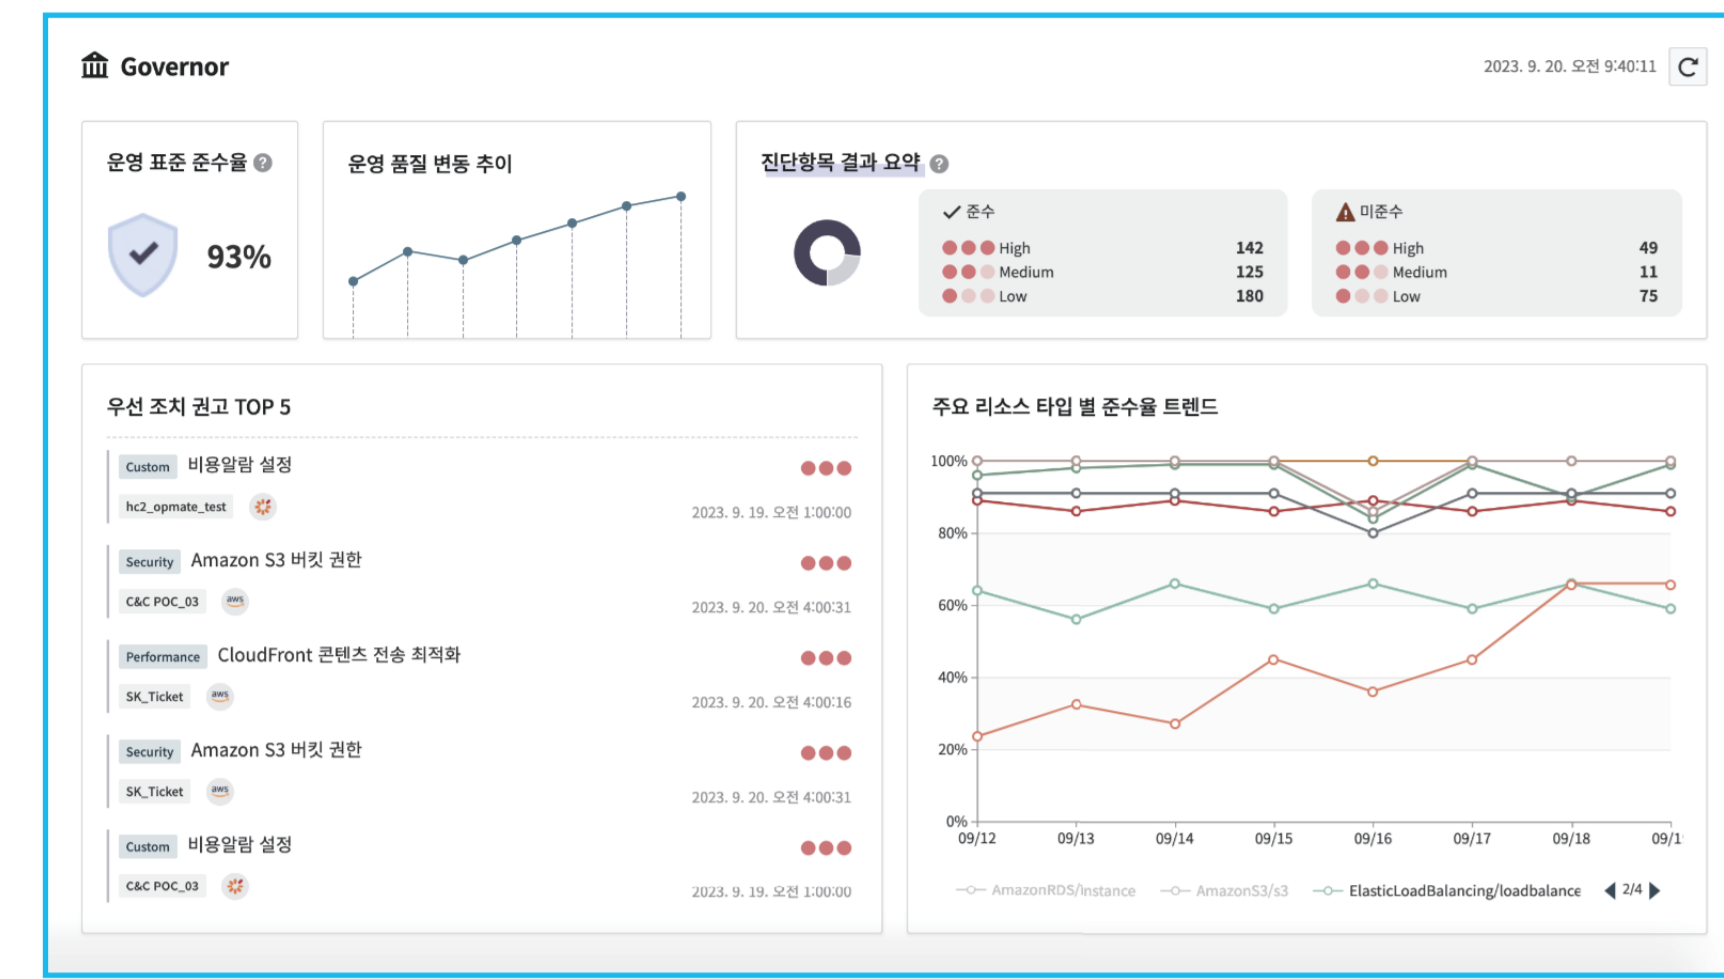 Governor
2023. 9. 20. 오전 9:40:11
운영 표준 준수율 ?
93%
운영 품질 변동 추이
진단항목 결과 요약 ?
준수
High 142
Medium 125
Low 180
미준수
High 49
Medium 11
Low 75
우선 조치 권고 TOP 5
Custom 비용알람 설정
hc2_opmate_test
2023. 9. 19. 오전 1:00:00
Security Amazon S3 버킷 권한
C&C POC_03 aws
2023. 9. 20. 오전 4:00:31
Performance CloudFront 콘텐츠 전송 최적화
SK_Ticket aws
2023. 9. 20. 오전 4:00:16
Security Amazon S3 버킷 권한
SK_Ticket aws
2023. 9. 20. 오전 4:00:31
Custom 비용알람 설정
C&C POC_03
2023. 9. 19. 오전 1:00:00
주요 리소스 타입 별 준수율 트렌드
100%
80%
60%
40%
20%
0%
09/12 09/13 09/14 09/15 09/16 09/17 09/18 09/1
AmazonRDS/instance AmazonS3/s3 ElasticLoadBalancing/loadbalance 2/4